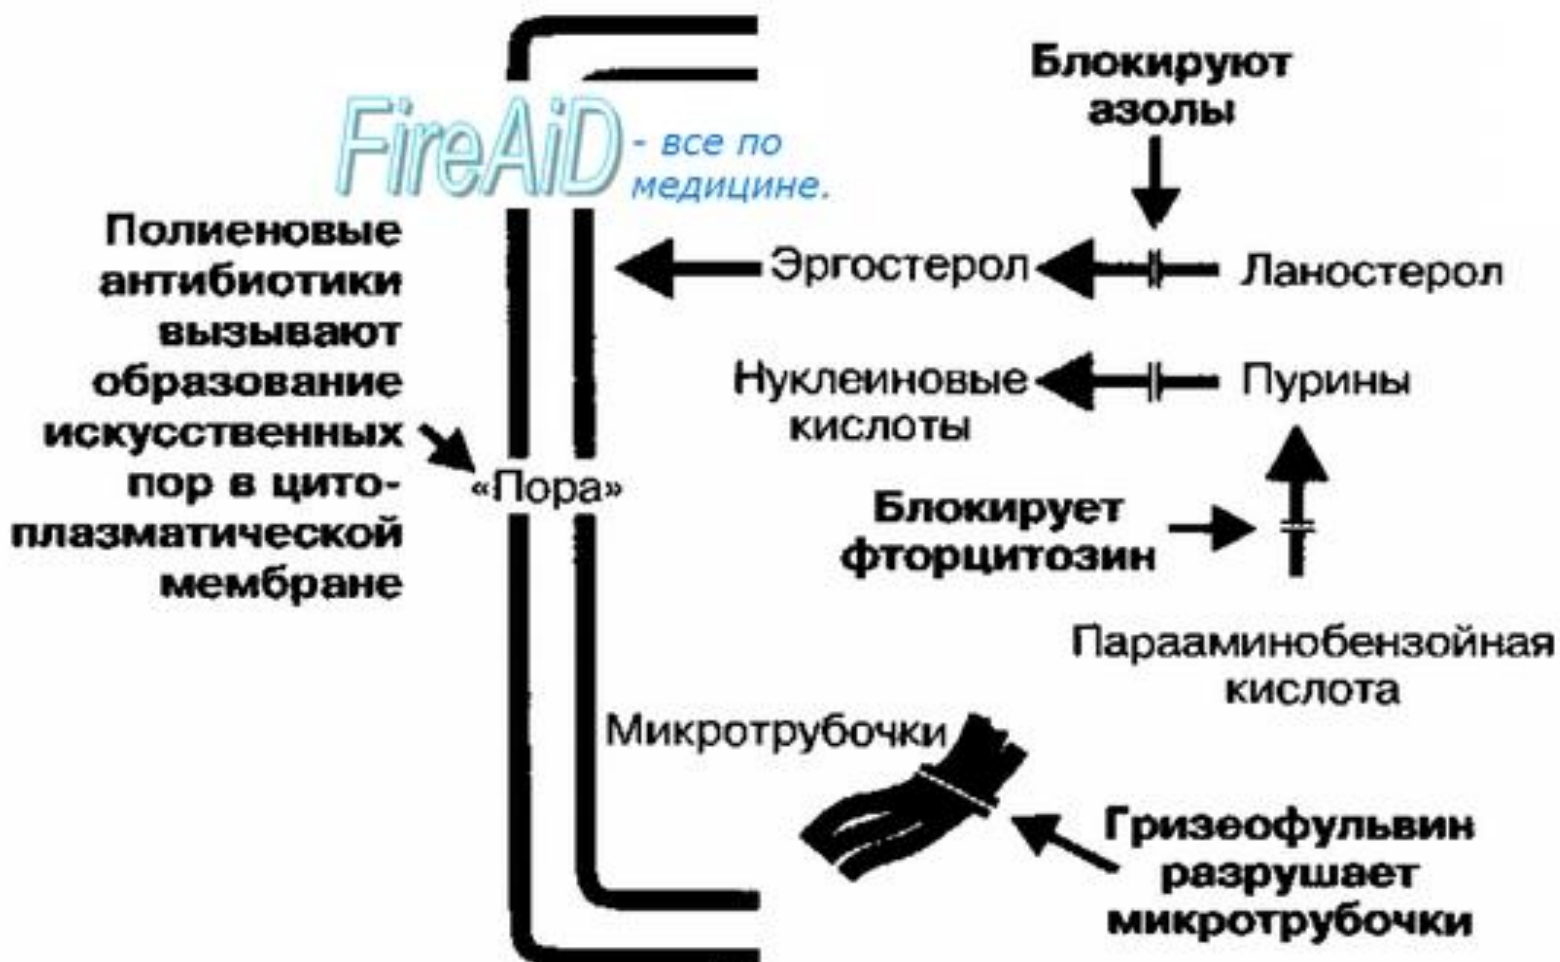 Блокируют
азолы
FireAiD - все по
медицине.
Полиеновые
антибиотики
вызывают
образование
искусственных
пор в цито-
плазматической
мембране
«Пора»
Эргостерол
Ланостерол
Нуклеиновые
кислоты
Пурины
Блокирует
фторцитозин
Парааминобензойная
кислота
Микротрубочки
Гризеофульвин
разрушает
микротрубочки